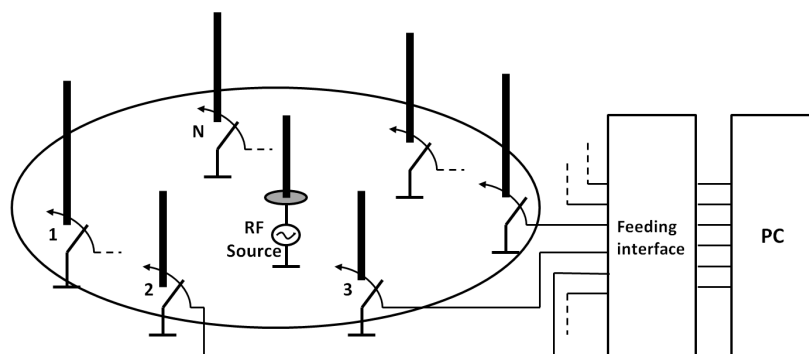 N
1
2
3
RF
Source
Feeding
interface
PC